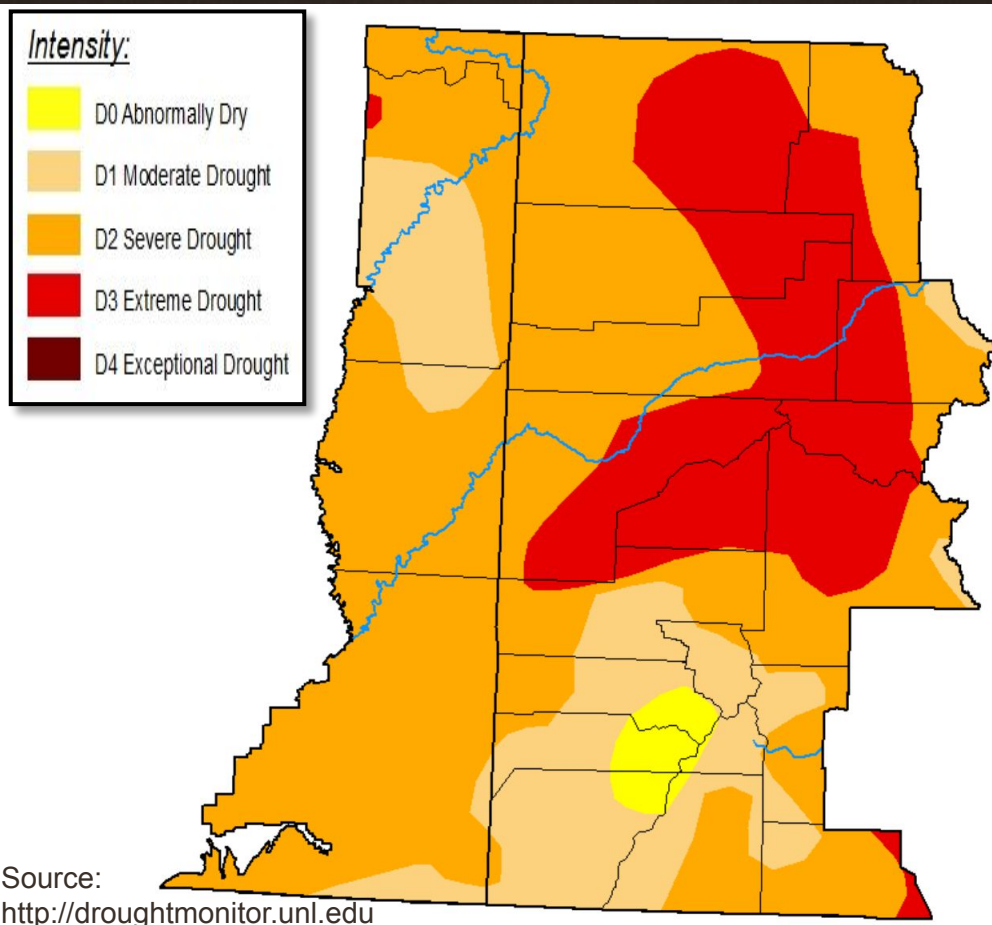 Intensity:
D0 Abnormally Dry
D1 Moderate Drought
D2 Severe Drought
D3 Extreme Drought
D4 Exceptional Drought
Source:
http://droughtmonitor.unl.edu